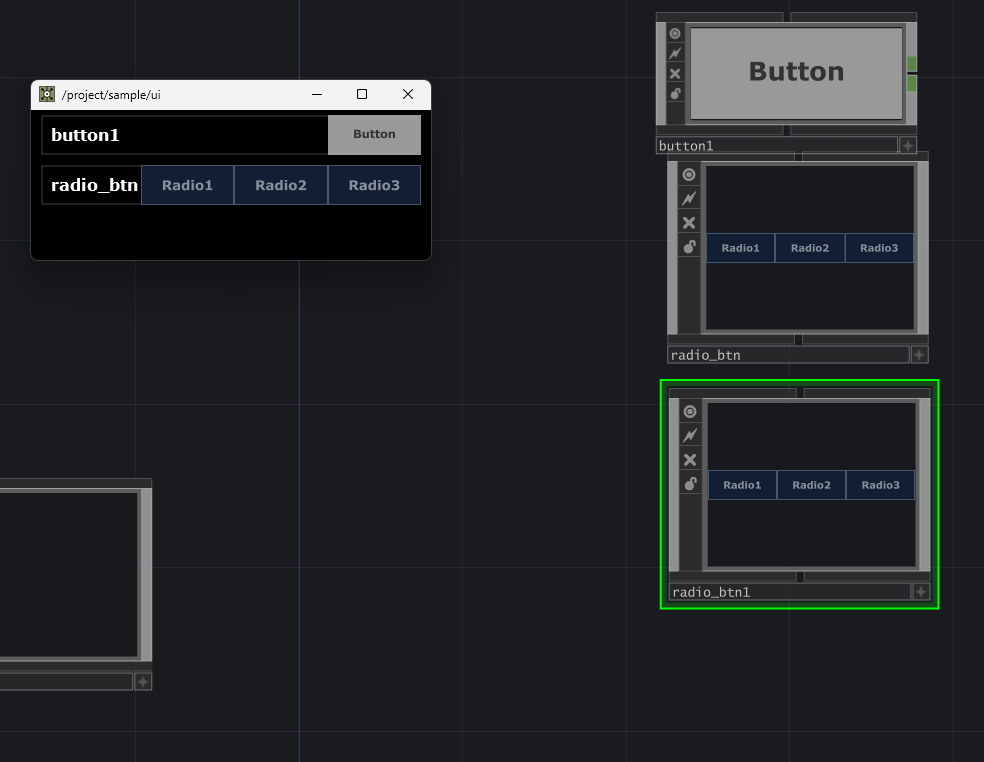 /project/sample/ui
button1 Button
radio_btn Radio1 Radio2 Radio3
Button
button1
Radio1 Radio2 Radio3
radio_btn
Radio1 Radio2 Radio3
radio_btn1